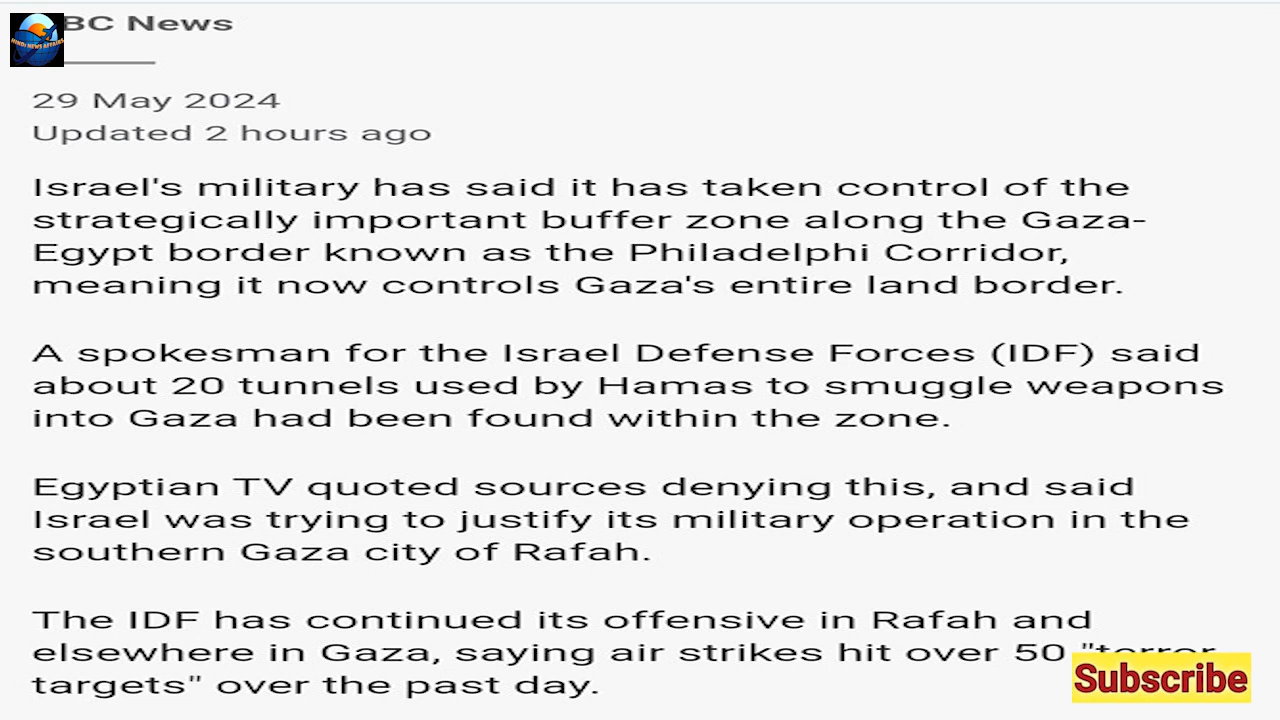 BC News
HINDI NEWS AFFAIRS
29 May 2024
Updated 2 hours ago
Israel's military has said it has taken control of the
strategically important buffer zone along the Gaza-
Egypt border known as the Philadelphi Corridor,
meaning it now controls Gaza's entire land border.
A spokesman for the Israel Defense Forces (IDF) said
about 20 tunnels used by Hamas to smuggle weapons
into Gaza had been found within the zone.
Egyptian TV quoted sources denying this, and said
Israel was trying to justify its military operation in the
southern Gaza city of Rafah.
The IDF has continued its offensive in Rafah and
elsewhere in Gaza, saying air strikes hit over 50 "terror
targets" over the past day.
Subscribe